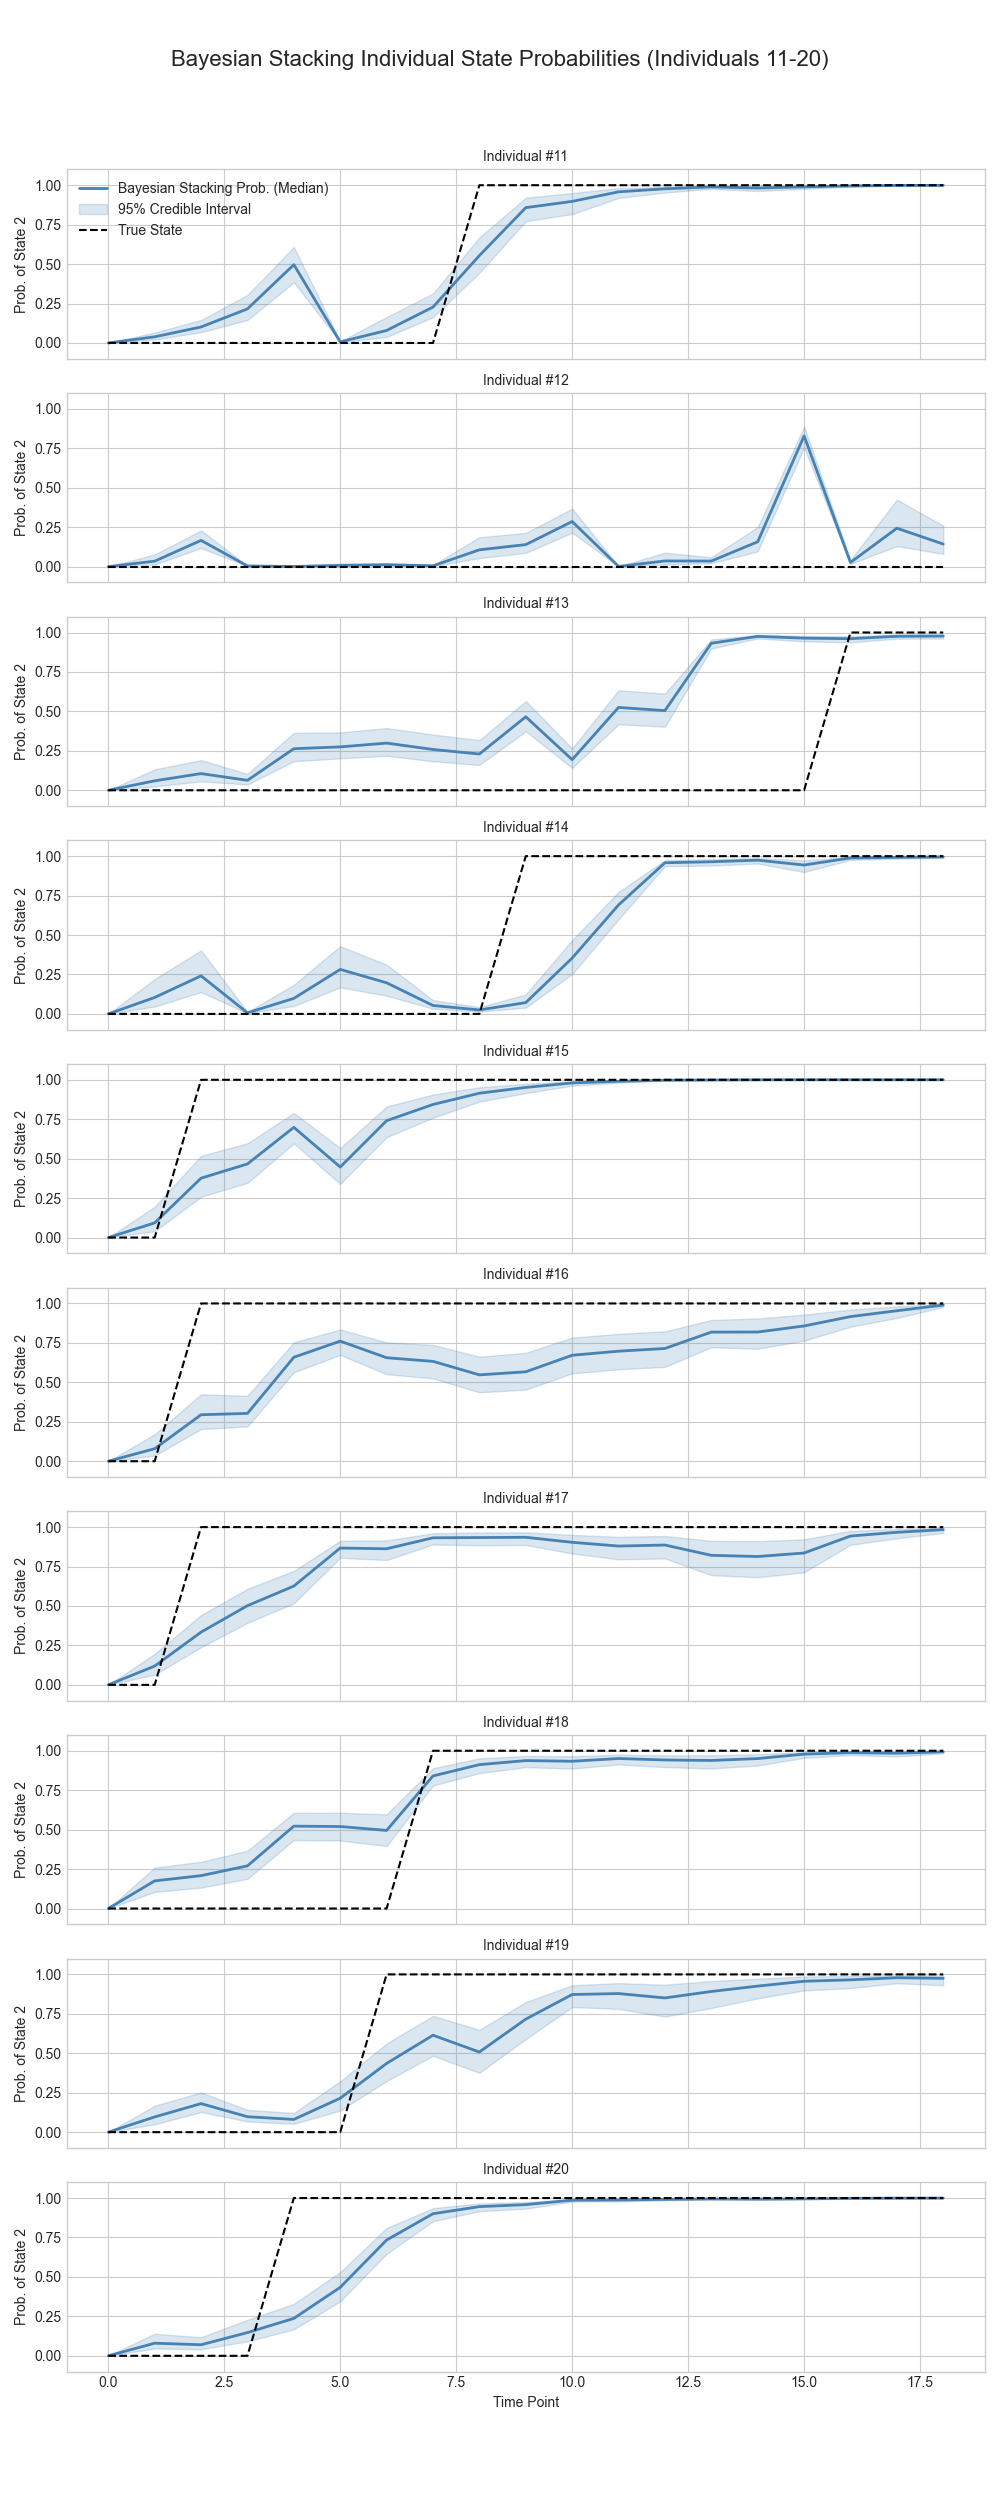 Bayesian Stacking Individual State Probabilities (Individuals 11-20)
Individual #11
Prob. of State 2
1.00
0.75
0.50
0.25
0.00
Bayesian Stacking Prob. (Median)
95% Credible Interval
True State
Individual #12
Prob. of State 2
1.00
0.75
0.50
0.25
0.00
Individual #13
Prob. of State 2
1.00
0.75
0.50
0.25
0.00
Individual #14
Prob. of State 2
1.00
0.75
0.50
0.25
0.00
Individual #15
Prob. of State 2
1.00
0.75
0.50
0.25
0.00
Individual #16
Prob. of State 2
1.00
0.75
0.50
0.25
0.00
Individual #17
Prob. of State 2
1.00
0.75
0.50
0.25
0.00
Individual #18
Prob. of State 2
1.00
0.75
0.50
0.25
0.00
Individual #19
Prob. of State 2
1.00
0.75
0.50
0.25
0.00
Individual #20
Prob. of State 2
1.00
0.75
0.50
0.25
0.00
0.0 2.5 5.0 7.5 10.0 12.5 15.0 17.5
Time Point